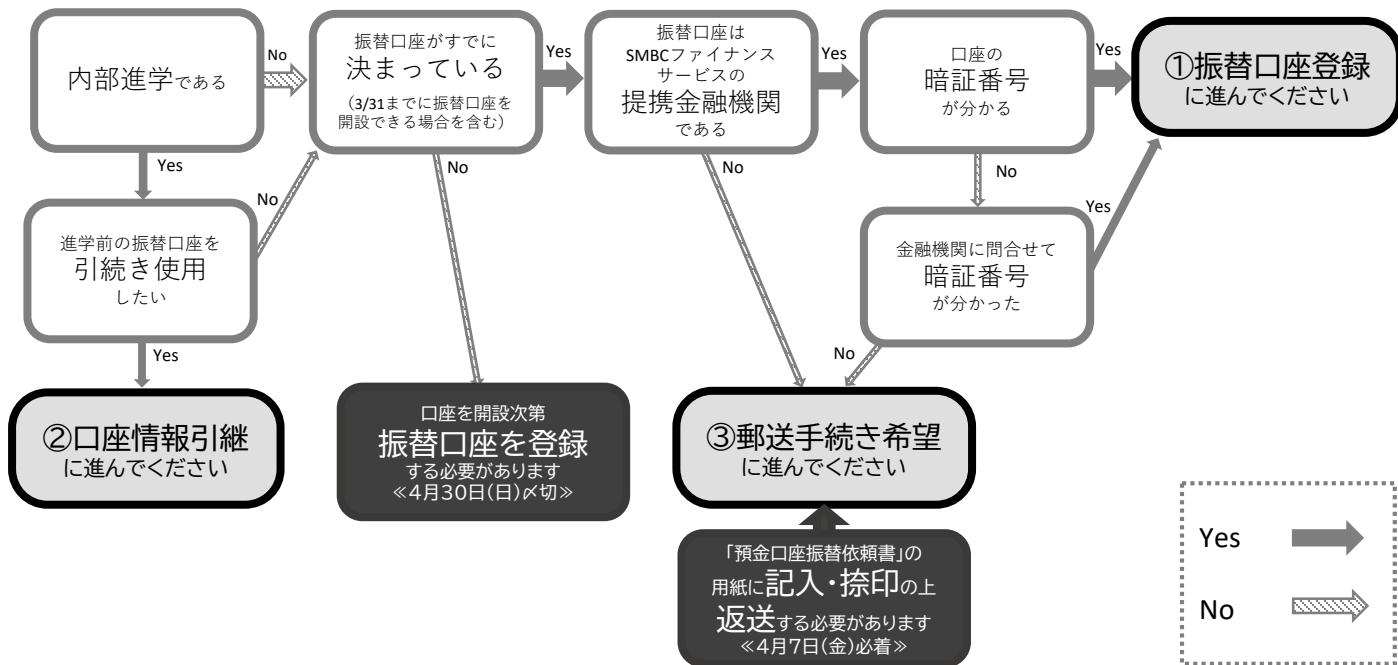 内部進学である
No
振替口座がすでに
決まっている
（3/31までに振替口座を
開設できる場合を含む）
Yes
振替口座は
SMBCファイナンス
サービスの
提携金融機関
である
Yes
口座の
暗証番号
が分かる
Yes
①振替口座登録
に進んでください
Yes
No
No
No
No
Yes
進学前の振替口座を
引続き使用
したい
金融機関に問合せて
暗証番号
が分かった
Yes
No
②口座情報引継
に進んでください
口座を開設次第
振替口座を登録
する必要があります
≪4月30日(日)〆切≫
③郵送手続き希望
に進んでください
「預金口座振替依頼書」の
用紙に記入・捺印の上
返送する必要があります
≪4月7日(金)必着≫
Yes
No